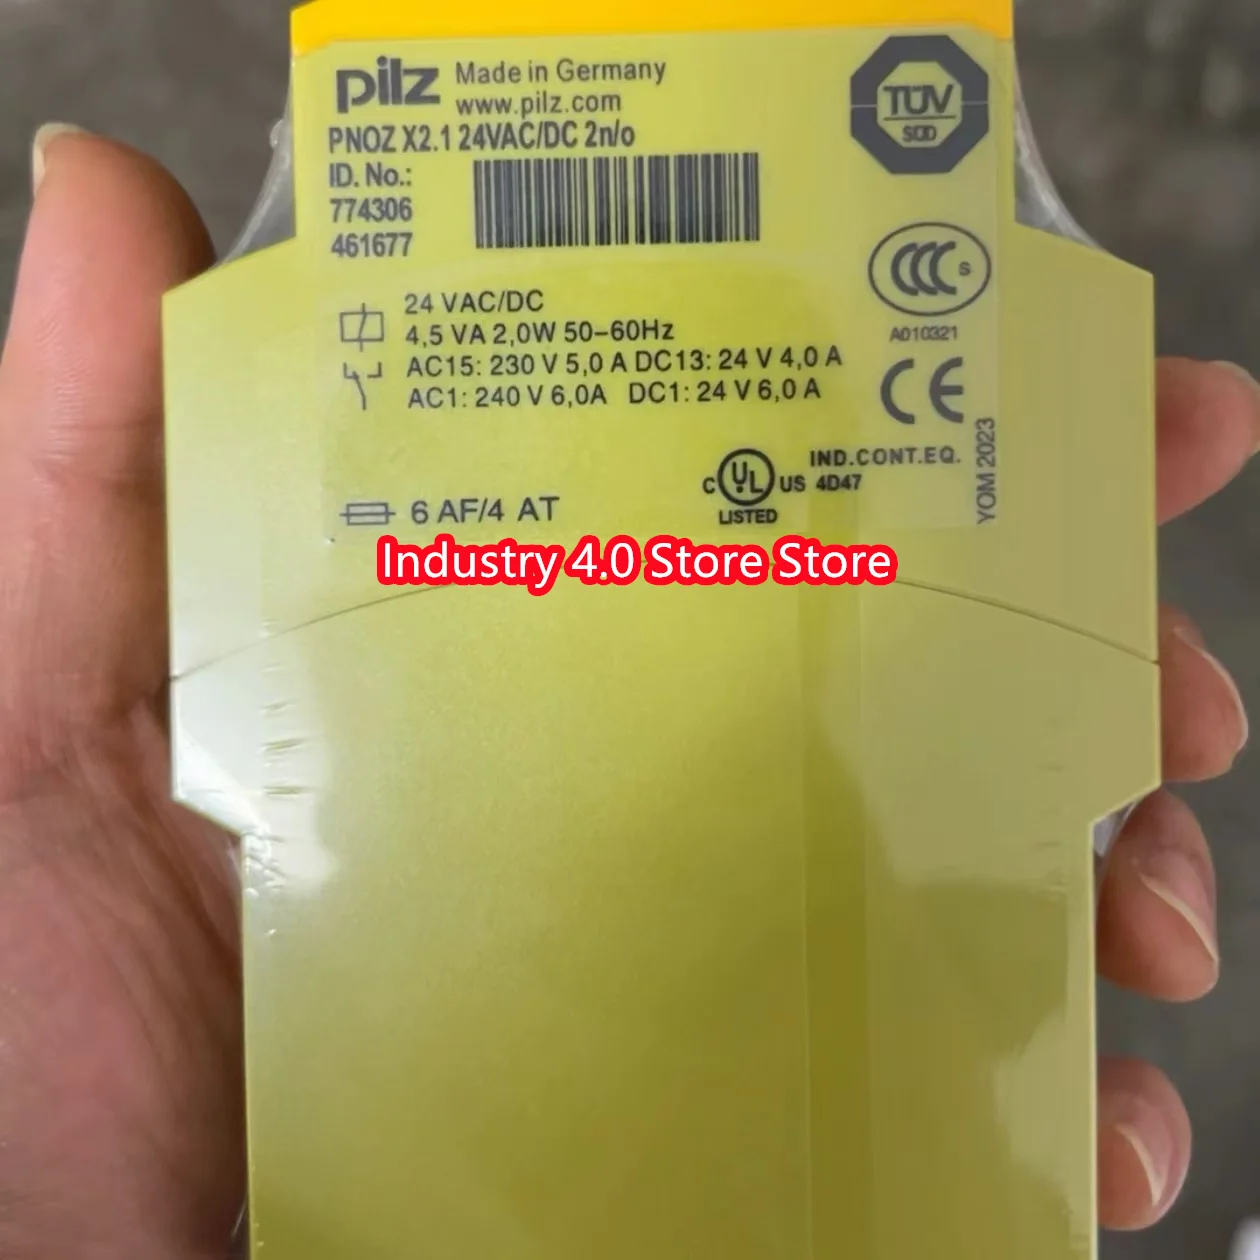 pilz Made in Germany
www.pilz.com
PNOZ X2.1 24VAC/DC 2n/o
ID. No.:
774306
461677
TÜV
SÜD
CCC S
A010321
24 VAC/DC
4,5 VA 2,0W 50–60Hz
AC15: 230 V 5,0 A DC13: 24 V 4,0 A
AC1: 240 V 6,0A DC1: 24 V 6,0 A
CE
YOM 2023
6 AF/4 AT
C UL US IND.CONT.EQ.
4D47
LISTED
Industry 4.0 Store Store